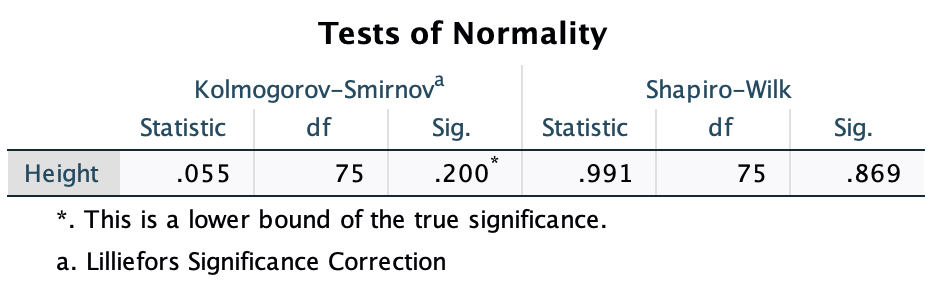 Tests of Normality
Kolmogorov-Smirnovᵃ Shapiro-Wilk
Statistic df Sig. Statistic df Sig.
Height .055 75 .200* .991 75 .869
*. This is a lower bound of the true significance.
a. Lilliefors Significance Correction